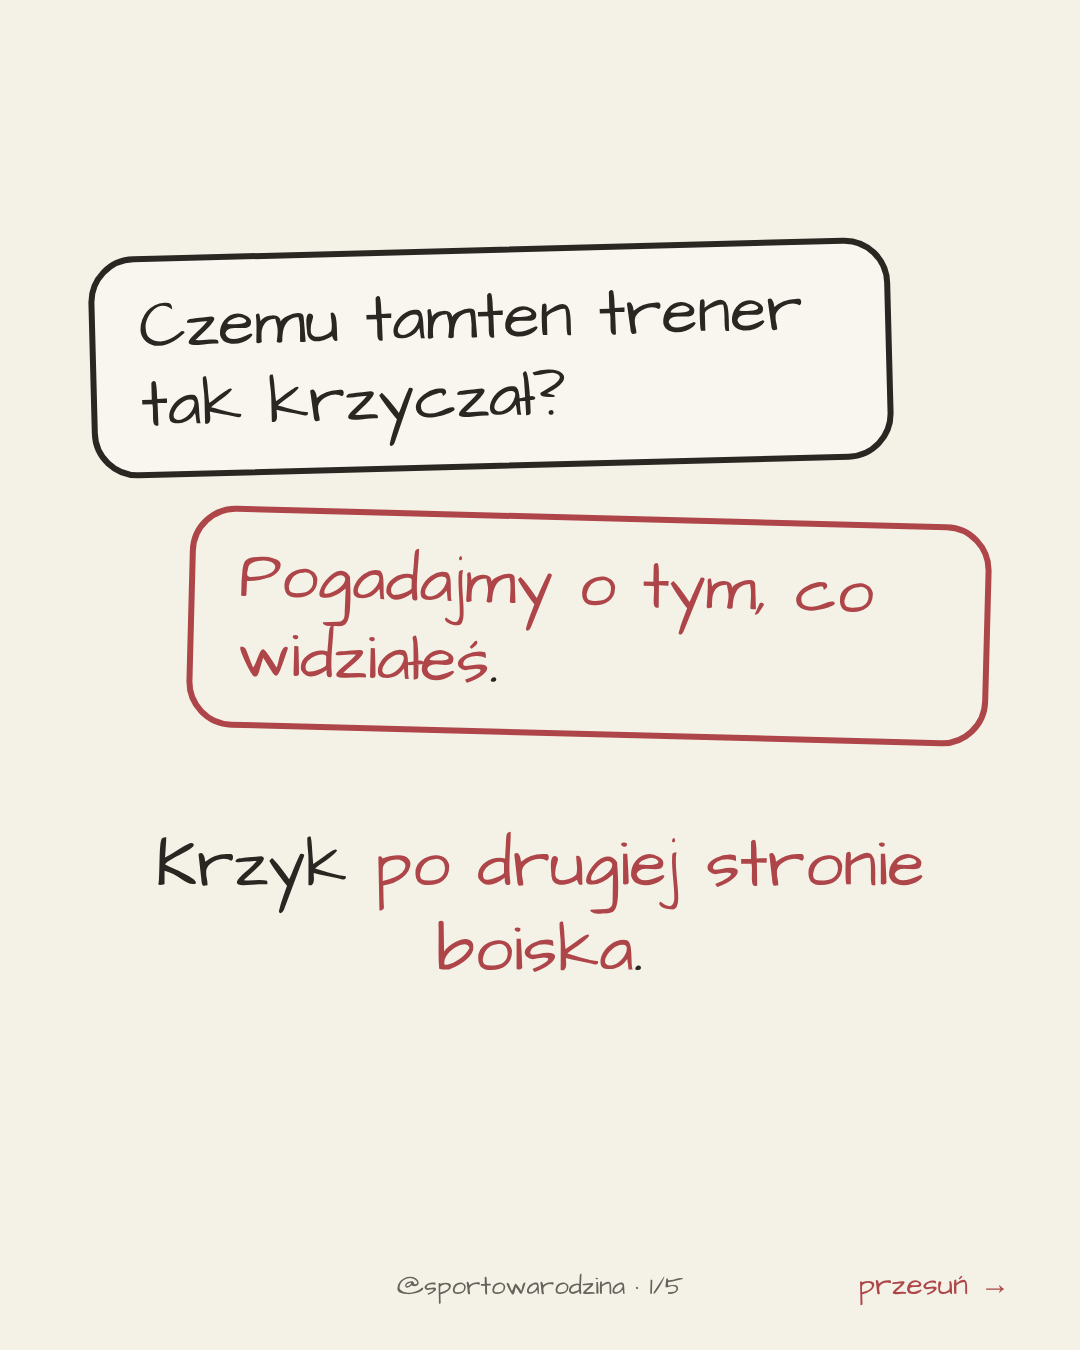 Czemu tamten trener
tak krzyczał?
Pogadajmy o tym, co
widziałeś.
Krzyk po drugiej stronie
boiska.
@sportowarodzina · 1/5
przesuń →